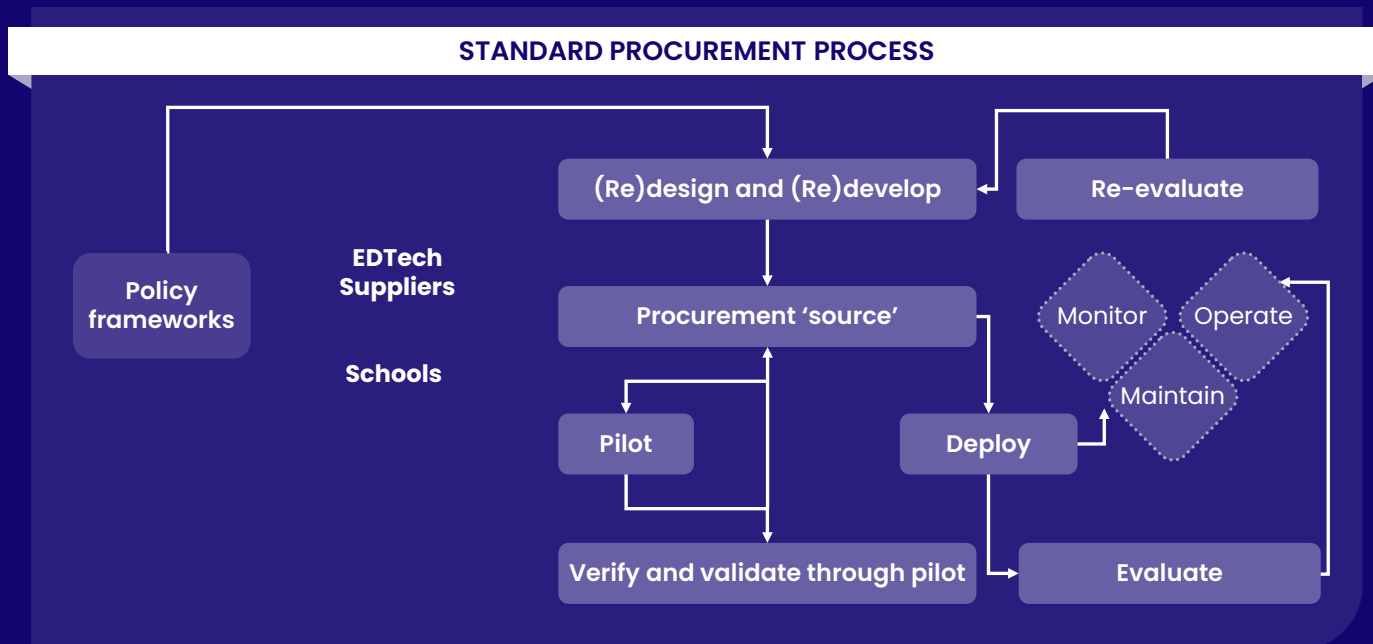 STANDARD PROCUREMENT PROCESS
(Re)design and (Re)develop
Re-evaluate
Policy
frameworks
EDTech
Suppliers
Schools
Procurement ‘source’
Monitor
Operate
Maintain
Pilot
Deploy
Verify and validate through pilot
Evaluate